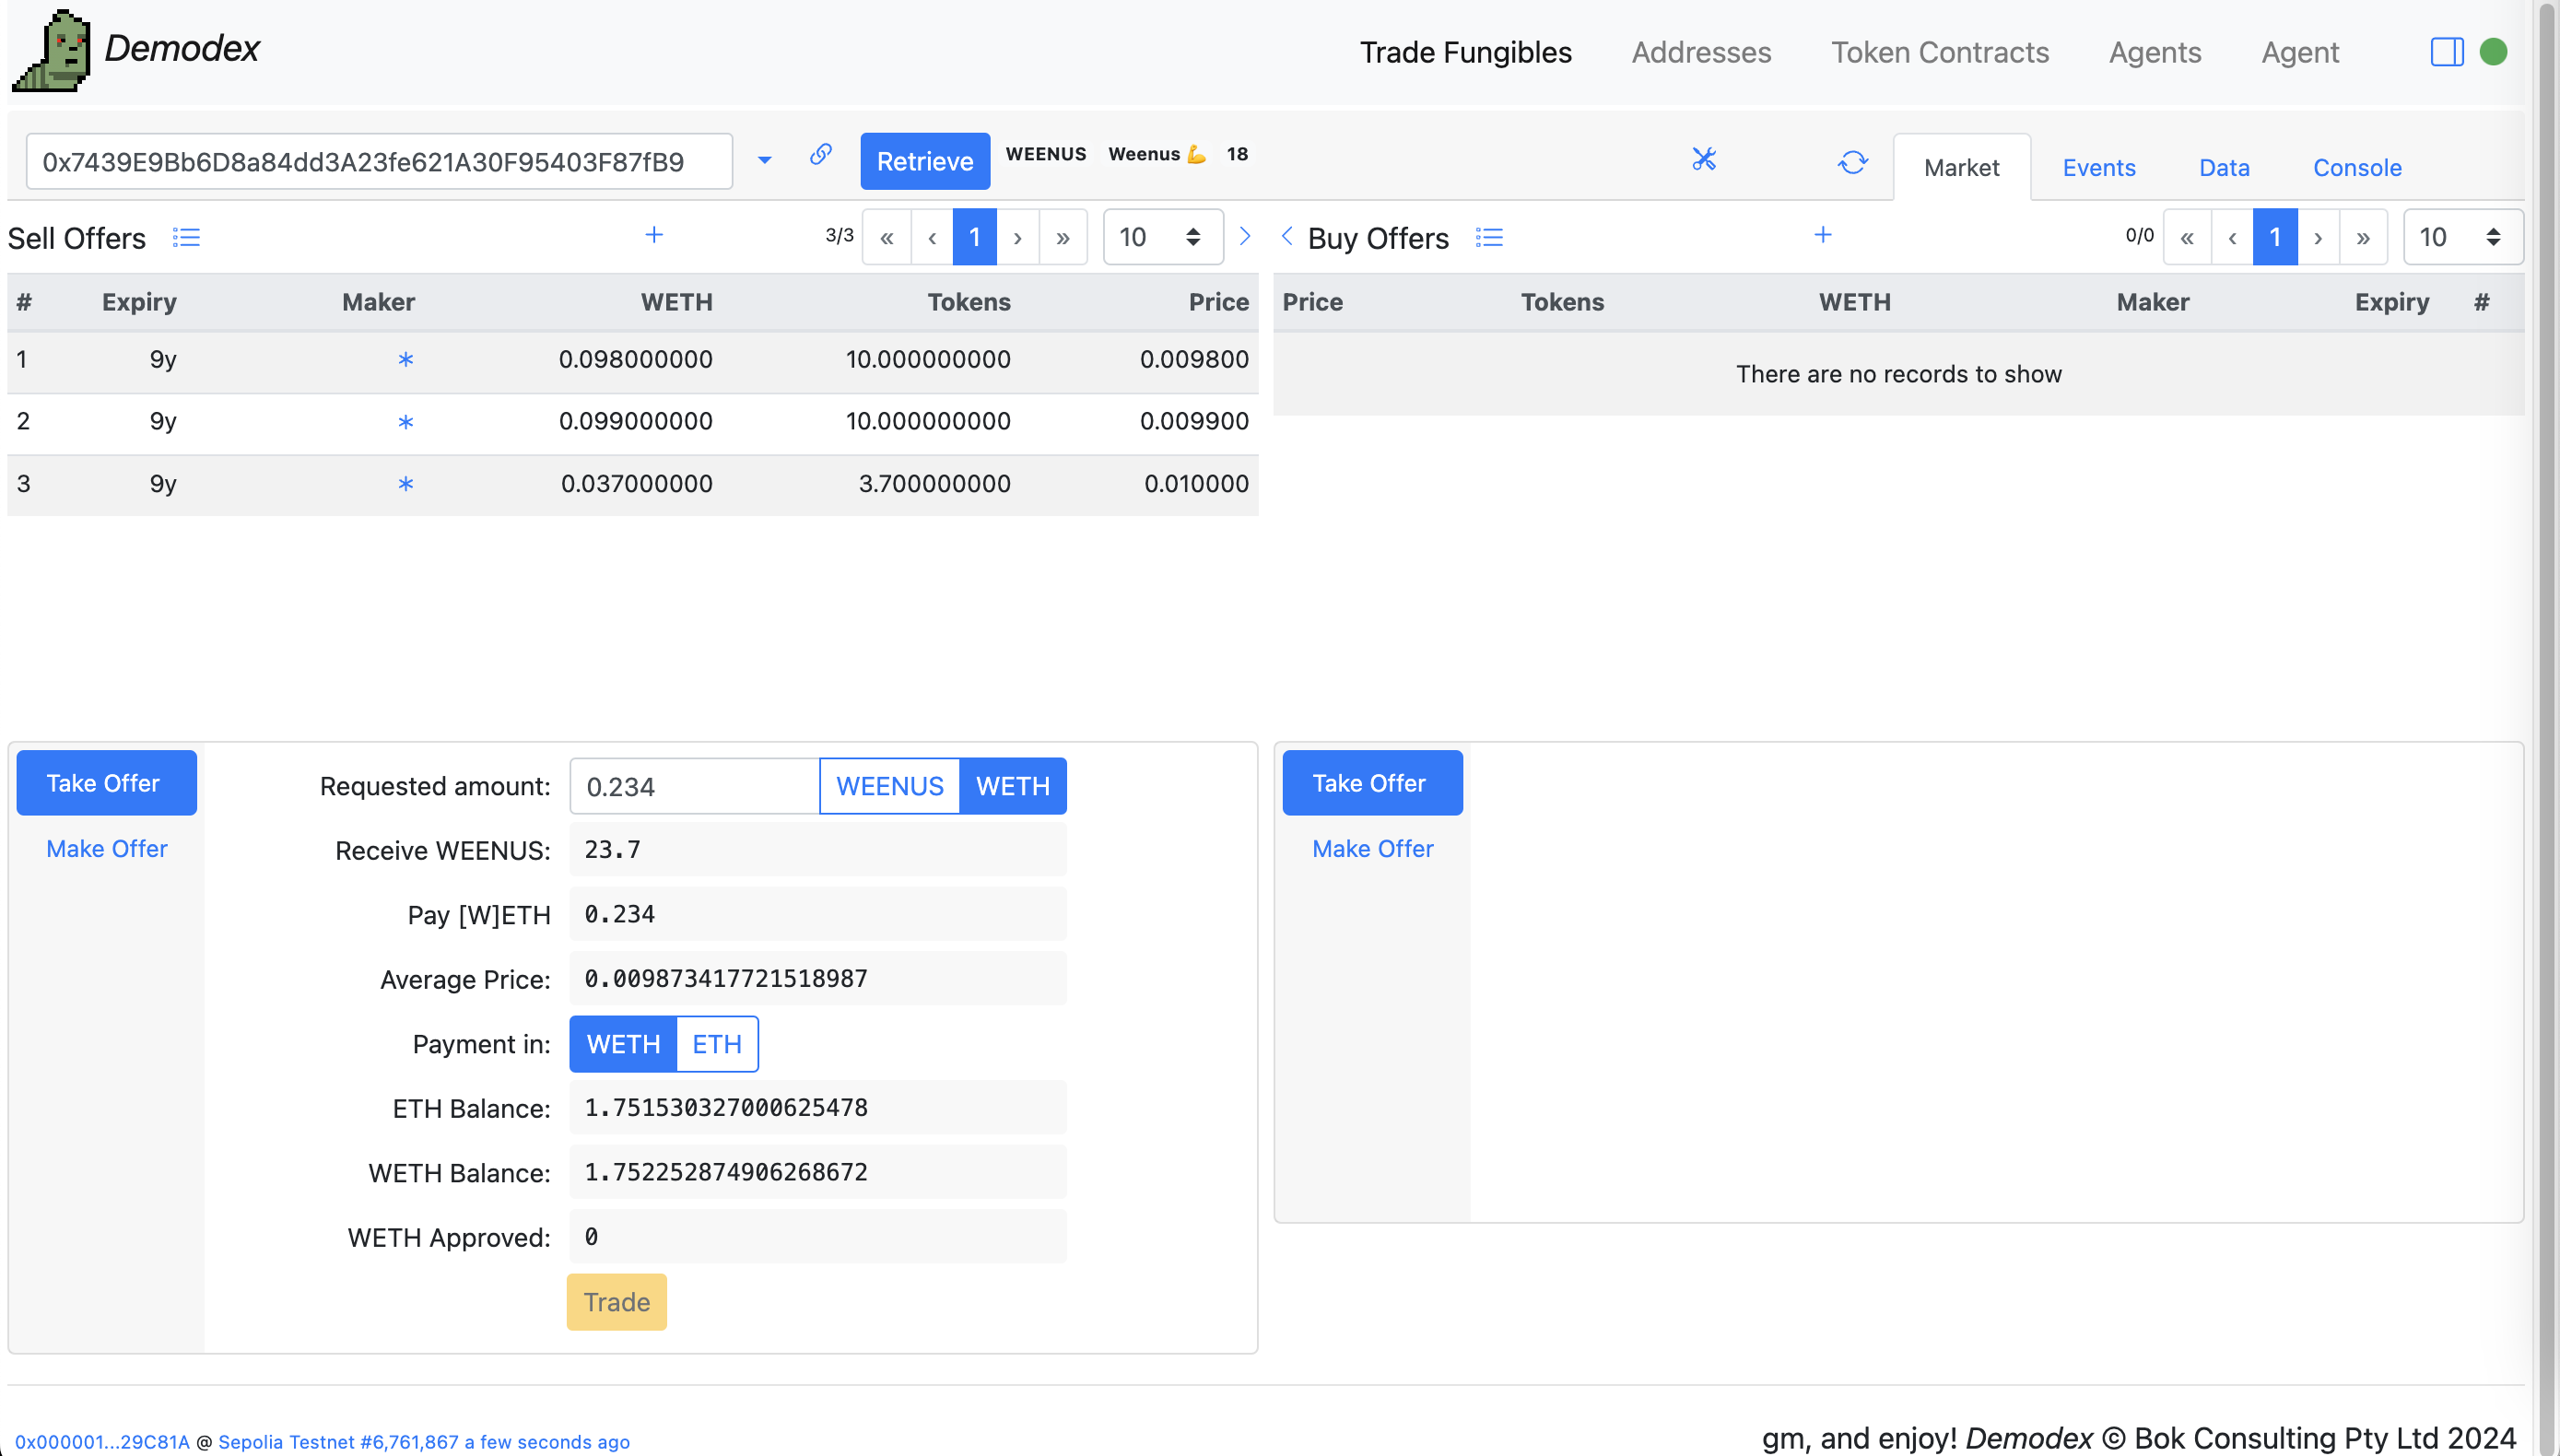 Demodex
Trade Fungibles Addresses Token Contracts Agents Agent
0x7439E9Bb6D8a84dd3A23fe621A30F95403F87fB9 Retrieve WEENUS Weenus 💪 18 Market Events Data Console
Sell Offers + 3/3 « ‹ 1 › » 10
# Expiry Maker WETH Tokens Price
1 9y * 0.098000000 10.000000000 0.009800
2 9y * 0.099000000 10.000000000 0.009900
3 9y * 0.037000000 3.700000000 0.010000
Buy Offers + 0/0 « ‹ 1 › » 10
Price Tokens WETH Maker Expiry #
There are no records to show
Take Offer
Make Offer
Requested amount: 0.234 WEENUS WETH
Receive WEENUS: 23.7
Pay [W]ETH 0.234
Average Price: 0.009873417721518987
Payment in: WETH ETH
ETH Balance: 1.751530327000625478
WETH Balance: 1.752252874906268672
WETH Approved: 0
Trade
Take Offer
Make Offer
0x000001...29C81A @ Sepolia Testnet #6,761,867 a few seconds ago
gm, and enjoy! Demodex © Bok Consulting Pty Ltd 2024